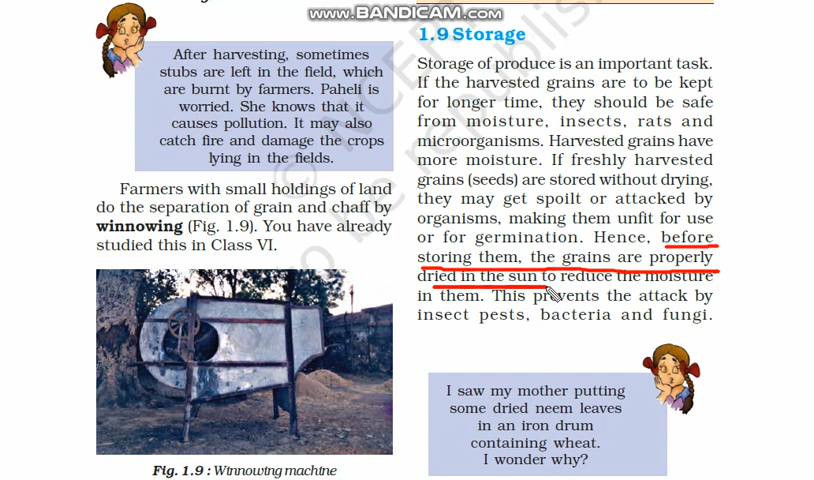 www.BANDICAM.com
After harvesting, sometimes
stubs are left in the field, which
are burnt by farmers. Paheli is
worried. She knows that it
causes pollution. It may also
catch fire and damage the crops
lying in the fields.
Farmers with small holdings of land
do the separation of grain and chaff by
winnowing (Fig. 1.9). You have already
studied this in Class VI.
Fig. 1.9 : Winnowing machine
1.9 Storage
Storage of produce is an important task.
If the harvested grains are to be kept
for longer time, they should be safe
from moisture, insects, rats and
microorganisms. Harvested grains have
more moisture. If freshly harvested
grains (seeds) are stored without drying,
they may get spoilt or attacked by
organisms, making them unfit for use
or for germination. Hence, before
storing them, the grains are properly
dried in the sun to reduce the moisture
in them. This prevents the attack by
insect pests, bacteria and fungi.
I saw my mother putting
some dried neem leaves
in an iron drum
containing wheat.
I wonder why?